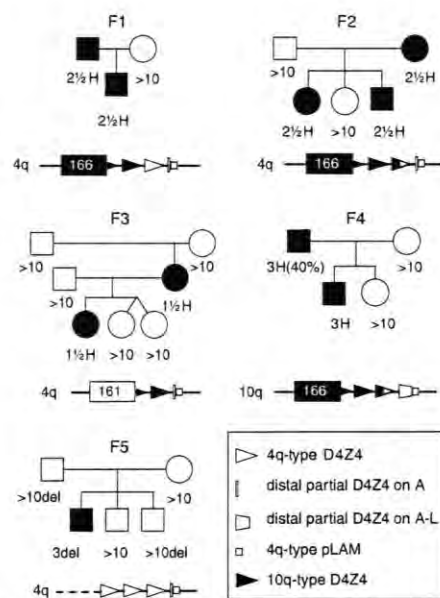 F1
2½H
>10
2½H
4q
166
F2
>10
2½H
2½H
>10
2½H
4q
166
F3
>10
>10
>10
1½H
1½H
>10
>10
4q
161
F4
3H(40%)
>10
3H
>10
10q
166
F5
>10del
>10
3del
>10
>10del
4q
4q-type D4Z4
distal partial D4Z4 on A
distal partial D4Z4 on A-L
4q-type pLAM
10q-type D4Z4